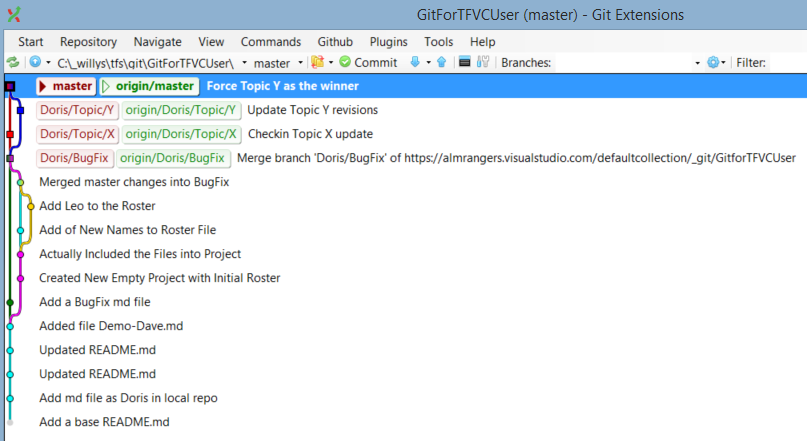 GitForTFVCUser (master) - Git Extensions
Start Repository Navigate View Commands Github Plugins Tools Help
C:\_willys\tfs\git\GitForTFVCUser\ master Commit Branches: Filter:
master origin/master Force Topic Y as the winner
Doris/Topic/Y origin/Doris/Topic/Y Update Topic Y revisions
Doris/Topic/X origin/Doris/Topic/X Checkin Topic X update
Doris/BugFix origin/Doris/BugFix Merge branch 'Doris/BugFix' of https://almrangers.visualstudio.com/defaultcollection/_git/GitforTFVCUser
Merged master changes into BugFix
Add Leo to the Roster
Add of New Names to Roster File
Actually Included the Files into Project
Created New Empty Project with Initial Roster
Add a BugFix md file
Added file Demo-Dave.md
Updated README.md
Updated README.md
Add md file as Doris in local repo
Add a base README.md